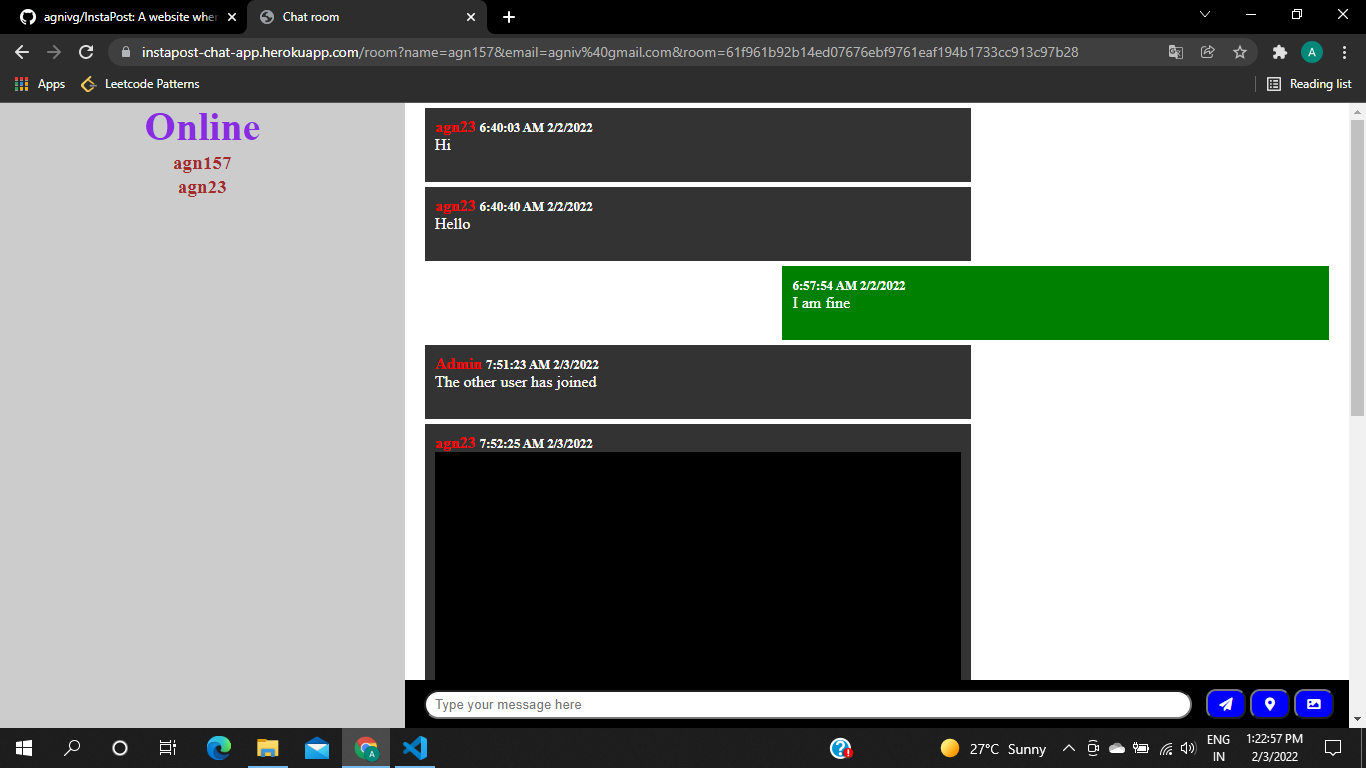 agnivg/InstaPost: A website wher
Chat room
instapost-chat-app.herokuapp.com/room?name=agn157&email=agniv%40gmail.com&room=61f961b92b14ed07676ebf9761eaf194b1733cc913c97b28
A
Apps
Leetcode Patterns
Reading list
Online
agn157
agn23
agn23 6:40:03 AM 2/2/2022
Hi
agn23 6:40:40 AM 2/2/2022
Hello
6:57:54 AM 2/2/2022
I am fine
Admin 7:51:23 AM 2/3/2022
The other user has joined
agn23 7:52:25 AM 2/3/2022
Type your message here
A
27°C Sunny
ENG
IN
1:22:57 PM
2/3/2022